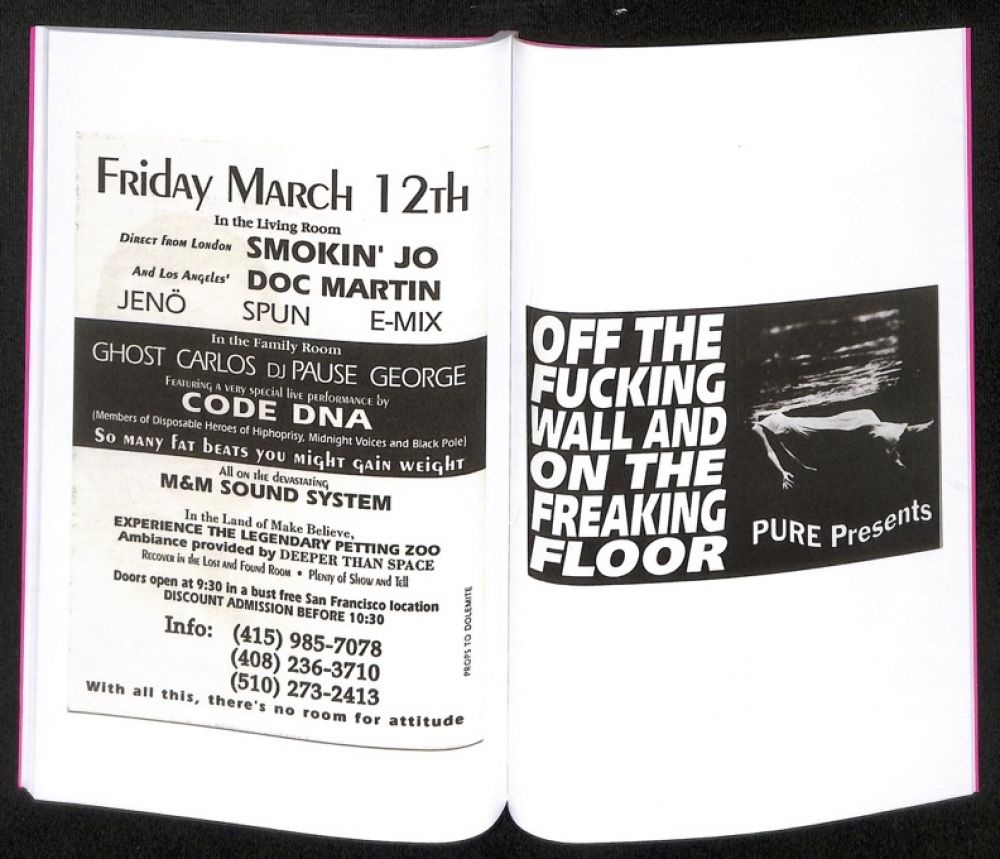 Friday March 12th
In the Living Room
Direct from London SMOKIN' JO
And Los Angeles' DOC MARTIN
JENÖ SPUN E-MIX
In the Family Room
GHOST CARLOS DJ PAUSE GEORGE
Featuring a very special live performance by
CODE DNA
(Members of Disposable Heroes of Hiphoprisy, Midnight Voices and Black Pole)
So many fat beats you might gain weight
All on the devastating
M&M SOUND SYSTEM
In the Land of Make Believe,
EXPERIENCE THE LEGENDARY PETTING ZOO
Ambiance provided by DEEPER THAN SPACE
Recover in the Lost and Found Room • Plenty of Show and Tell
Doors open at 9:30 in a bust free San Francisco location
DISCOUNT ADMISSION BEFORE 10:30
Info: (415) 985-7078
(408) 236-3710
(510) 273-2413
With all this, there's no room for attitude
PROPS TO DOLEMITE
OFF THE
FUCKING
WALL AND
ON THE
FREAKING
FLOOR
PURE Presents